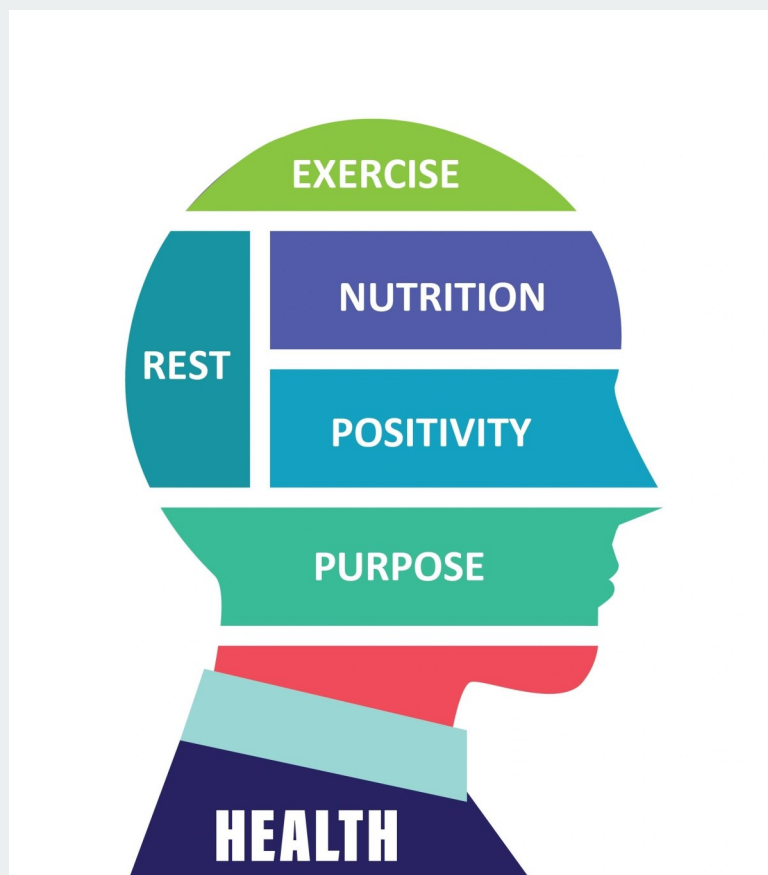 EXERCISE
NUTRITION
REST
POSITIVITY
PURPOSE
HEALTH